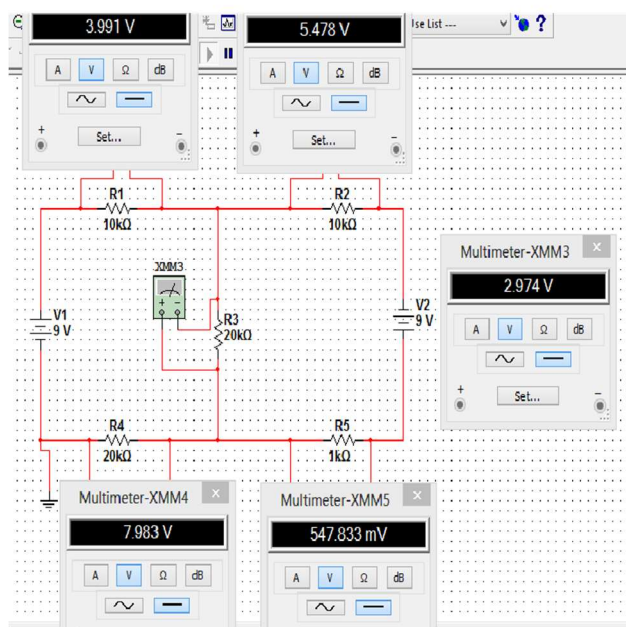 3.991 V
5.478 V
Jse List ---
?
A V Ω dB
A V Ω dB
+ Set... -
+ Set... -
R1
R2
10kΩ
10kΩ
Multimeter-XMM3 x
2.974 V
XMM3
+ -
A V Ω dB
V1
9 V
R3
20kΩ
V2
9 V
+ Set... -
R4
R5
20kΩ
1kΩ
Multimeter-XMM4 x
Multimeter-XMM5 x
7.983 V
547.833 mV
A V Ω dB
A V Ω dB